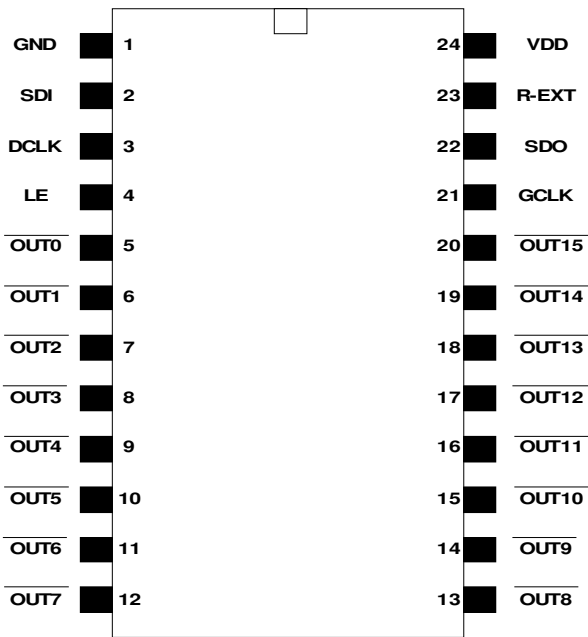 GND 1 24 VDD
SDI 2 23 R-EXT
DCLK 3 22 SDO
LE 4 21 GCLK
OUT0 5 20 OUT15
OUT1 6 19 OUT14
OUT2 7 18 OUT13
OUT3 8 17 OUT12
OUT4 9 16 OUT11
OUT5 10 15 OUT10
OUT6 11 14 OUT9
OUT7 12 13 OUT8